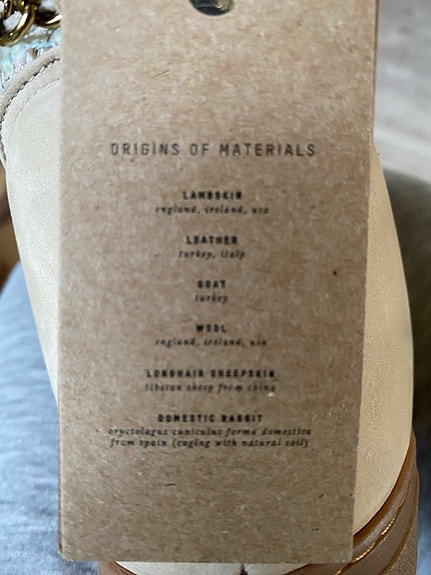 ORIGINS OF MATERIALS
LAMBSKIN
england, ireland, usa
LEATHER
turkey, italy
GOAT
turkey
WOOL
england, ireland, usa
LONGHAIR SHEEPSKIN
tibetan sheep from china
DOMESTIC RABBIT
oryctolagus cuniculus forma domestica
from spain (caging with natural soil)